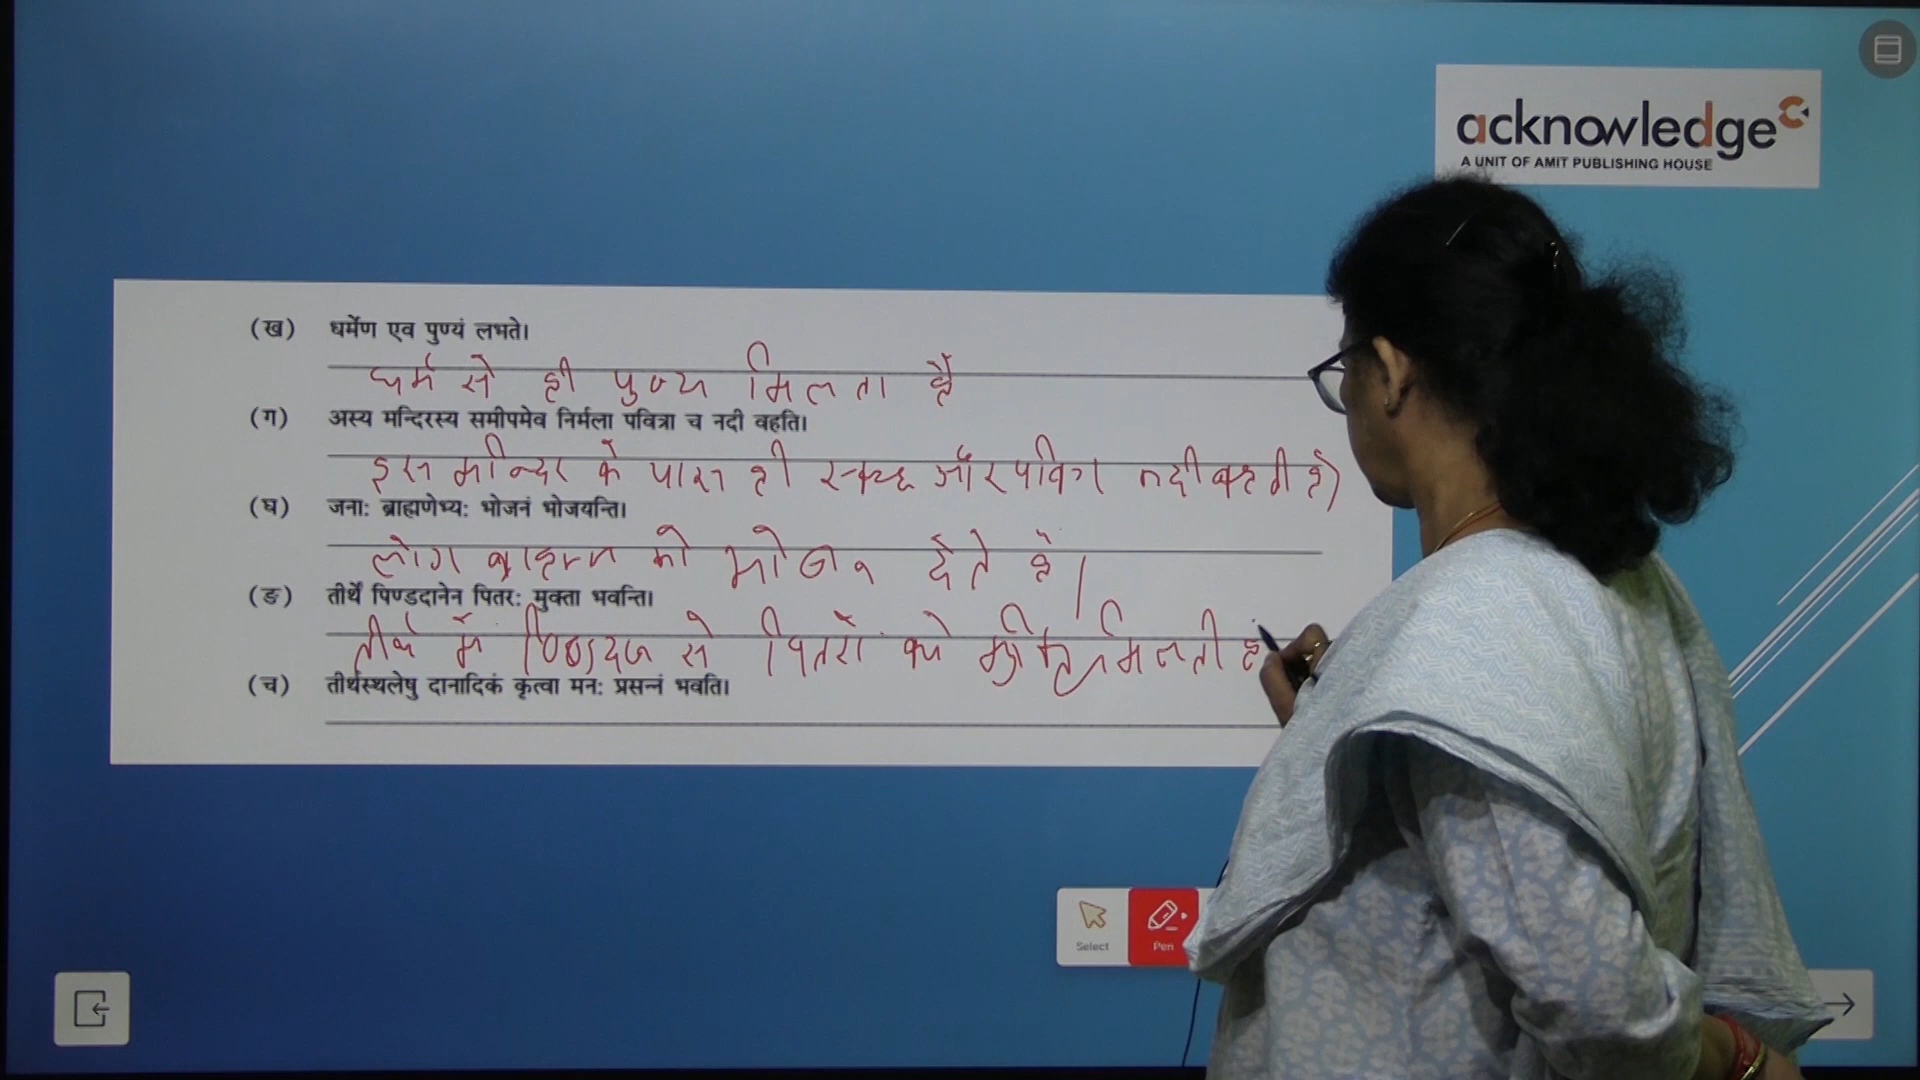 acknowledge
A UNIT OF AMIT PUBLISHING HOUSE
(ख) धर्मेण एव पुण्यं लभते।
धर्म से ही पुण्य मिलता है
(ग) अस्य मन्दिरस्य समीपमेव निर्मला पवित्रा च नदी वहति।
इस मन्दिर के पास ही स्वच्छ और पवित्र नदी बहती है
(घ) जनाः ब्राह्मणेभ्यः भोजनं भोजयन्ति।
लोग ब्राह्मन को भोजन देते है।
(ङ) तीर्थे पिण्डदानेन पितरः मुक्ता भवन्ति।
तीर्थ में से पितरों को मुक्ति मिलती
(च) तीर्थस्थलेषु दानादिकं कृत्वा मनः प्रसन्नं भवति।
Select Pen